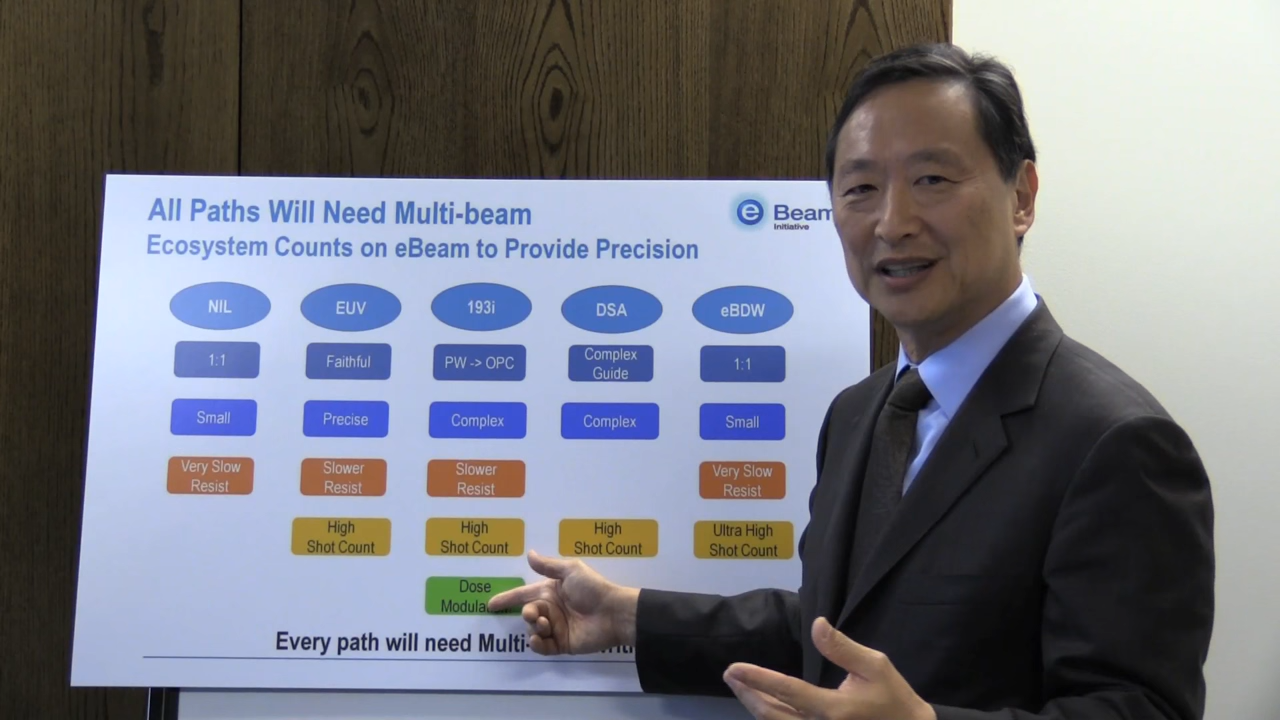 All Paths Will Need Multi-beam
Ecosystem Counts on eBeam to Provide Precision
e Beam
Initiative
NIL
EUV
193i
DSA
eBDW
1:1
Faithful
PW -> OPC
Complex
Guide
1:1
Small
Precise
Complex
Complex
Small
Very Slow
Resist
Slower
Resist
Slower
Resist
Very Slow
Resist
High
Shot Count
High
Shot Count
High
Shot Count
Ultra High
Shot Count
Dose
Every path will need Multi-